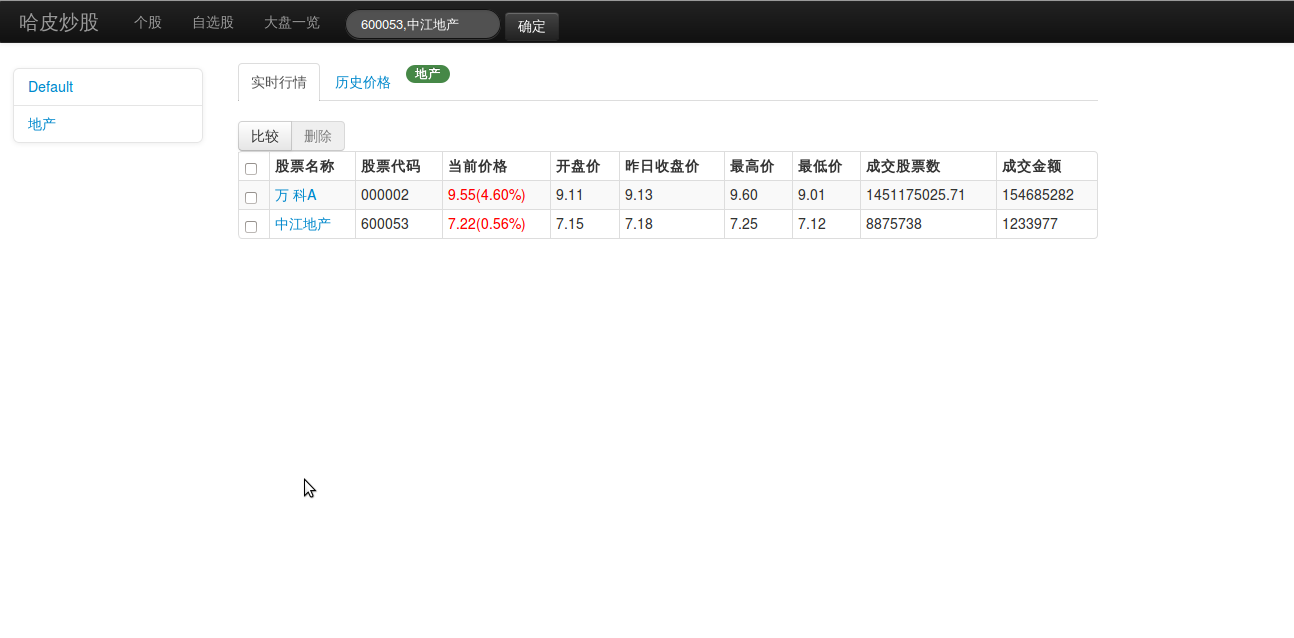 哈皮炒股 个股 自选股 大盘一览 600053,中江地产 确定
Default
地产
实时行情 历史价格 地产
比较 删除
股票名称 股票代码 当前价格 开盘价 昨日收盘价 最高价 最低价 成交股票数 成交金额
万 科A 000002 9.55(4.60%) 9.11 9.13 9.60 9.01 1451175025.71 154685282
中江地产 600053 7.22(0.56%) 7.15 7.18 7.25 7.12 8875738 1233977